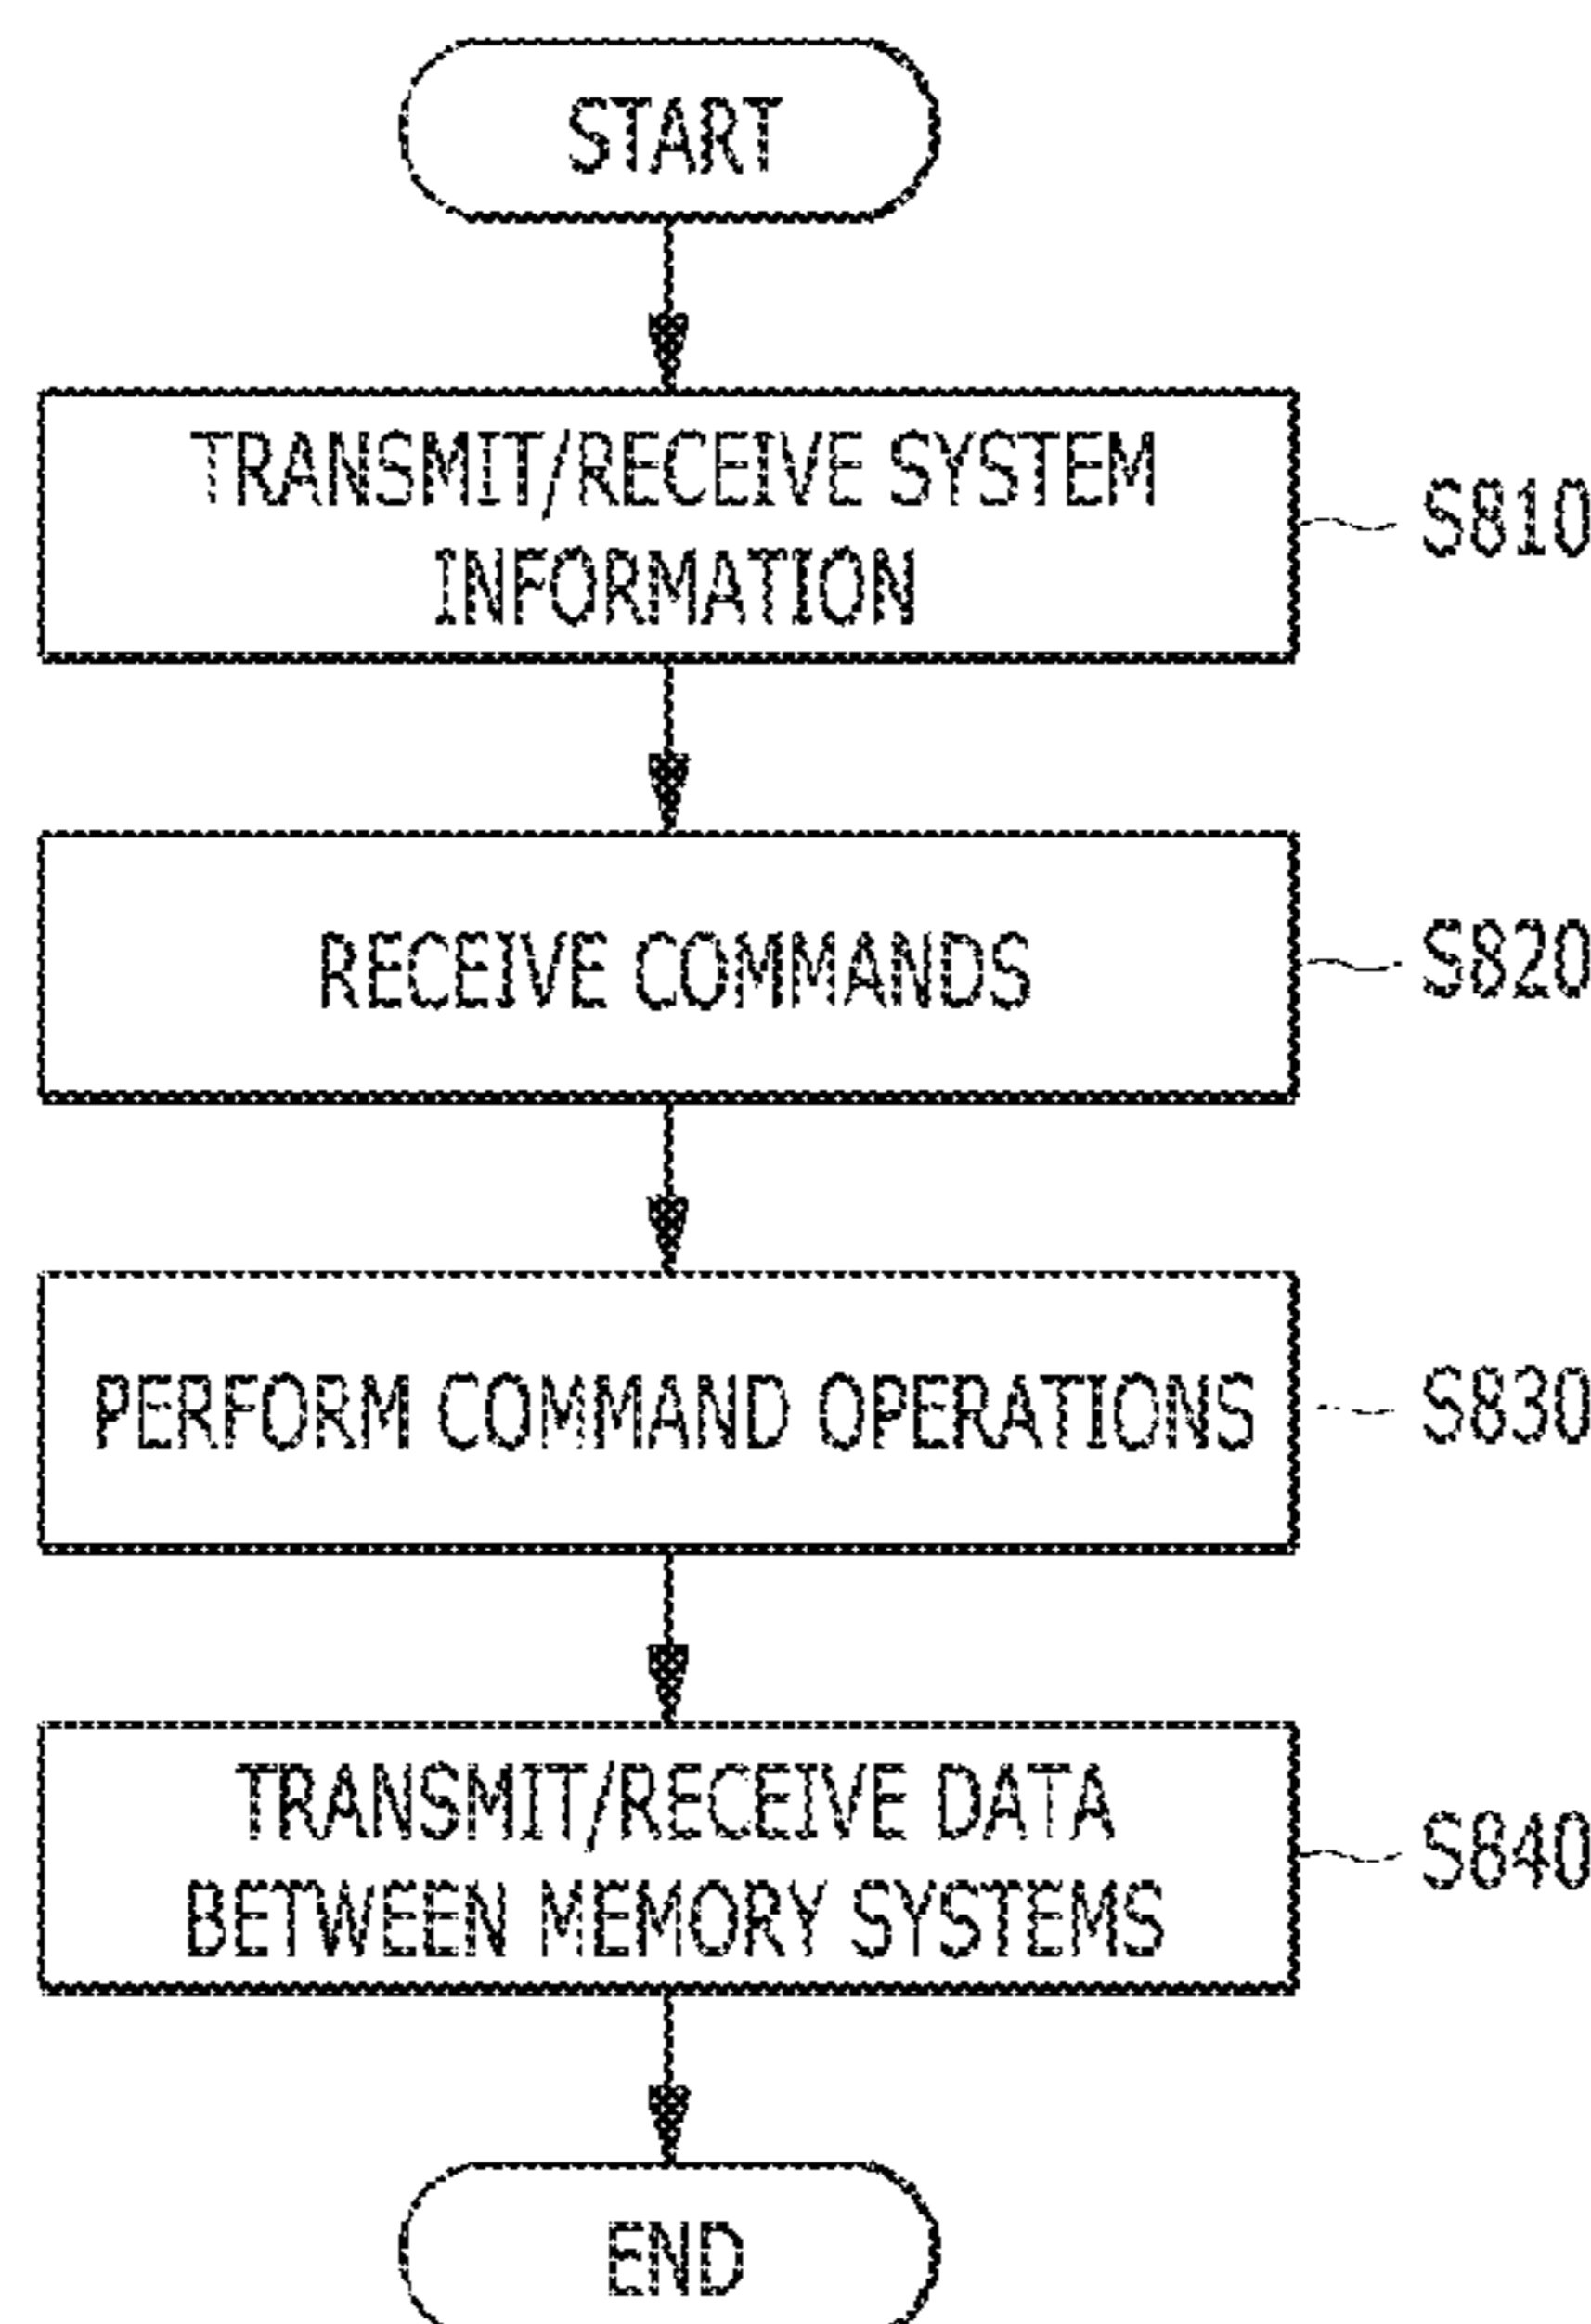 START
TRANSMIT/RECEIVE SYSTEM
INFORMATION
S810
RECEIVE COMMANDS
S820
PERFORM COMMAND OPERATIONS
S830
TRANSMIT/RECEIVE DATA
BETWEEN MEMORY SYSTEMS
S840
END